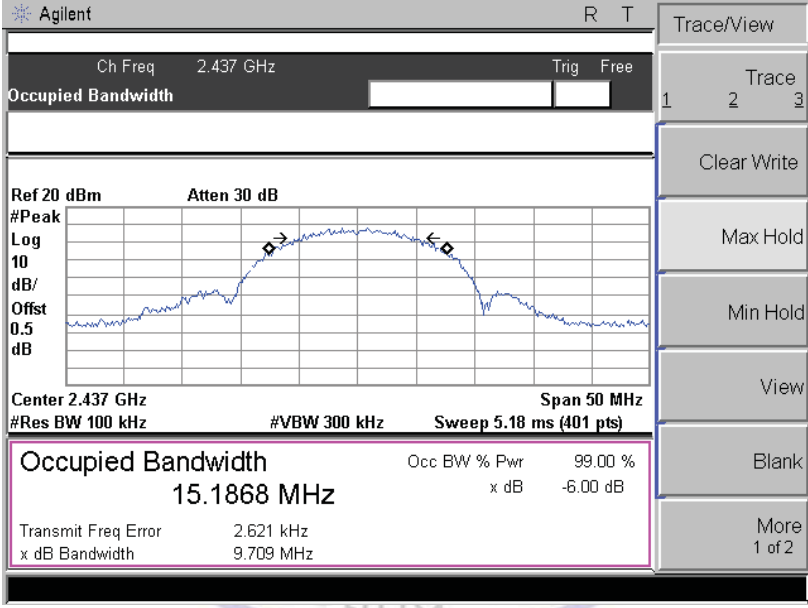 Agilent R T
Trace/View
Ch Freq 2.437 GHz Trig Free
Occupied Bandwidth
Trace
1 2 3
Clear Write
Max Hold
Min Hold
View
Blank
More
1 of 2
Ref 20 dBm Atten 30 dB
#Peak
Log
10
dB/
Offst
0.5
dB
Center 2.437 GHz Span 50 MHz
#Res BW 100 kHz #VBW 300 kHz Sweep 5.18 ms (401 pts)
Occupied Bandwidth Occ BW % Pwr 99.00 %
15.1868 MHz x dB -6.00 dB
Transmit Freq Error 2.621 kHz
x dB Bandwidth 9.709 MHz